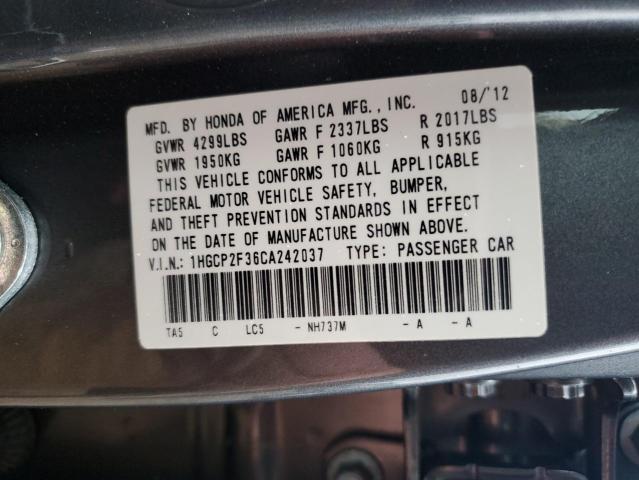 MFD. BY HONDA OF AMERICA MFG., INC. 08/'12
GVWR 4299LBS GAWR F 2337LBS R 2017LBS
GVWR 1950KG GAWR F 1060KG R 915KG
THIS VEHICLE CONFORMS TO ALL APPLICABLE
FEDERAL MOTOR VEHICLE SAFETY, BUMPER,
AND THEFT PREVENTION STANDARDS IN EFFECT
ON THE DATE OF MANUFACTURE SHOWN ABOVE.
V.I.N.: 1HGCP2F36CA242037 TYPE: PASSENGER CAR
TA5 C LC5 - NH737M - A - A